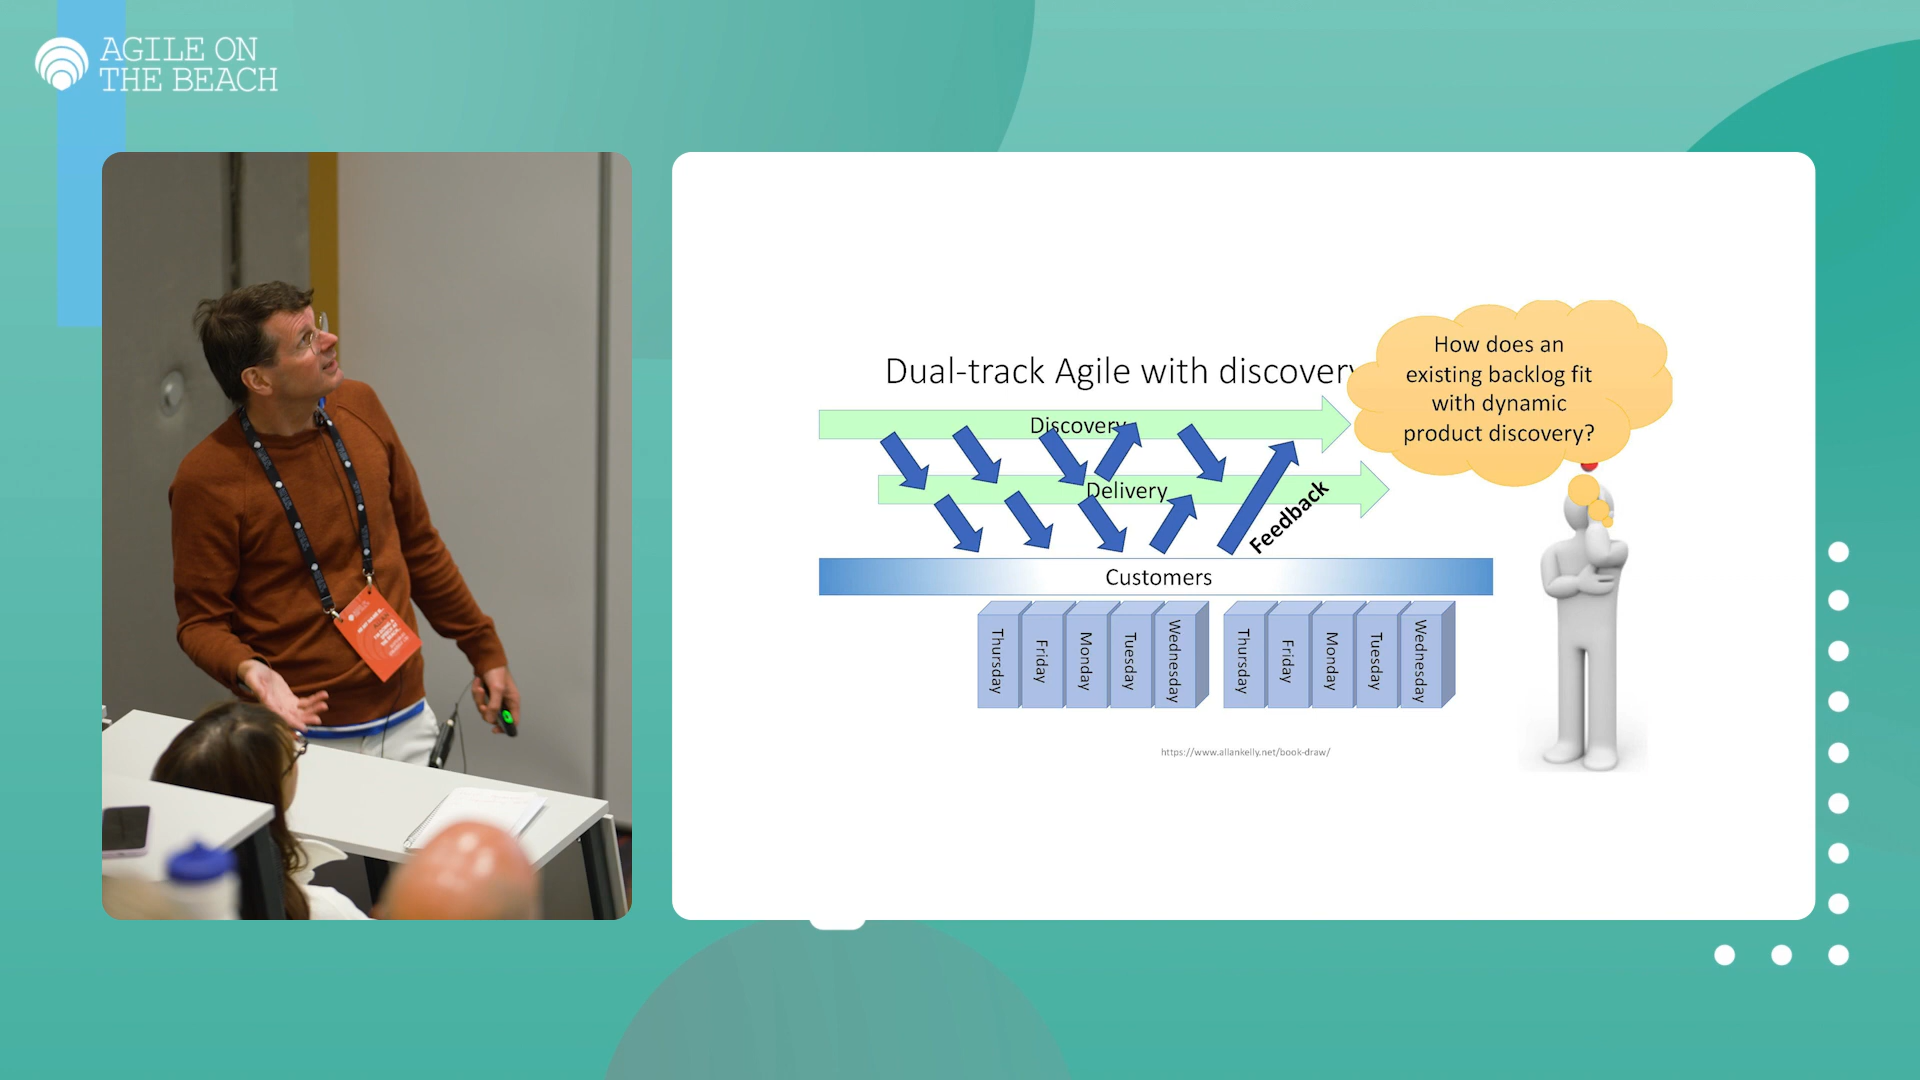 AGILE ON
THE BEACH
Dual-track Agile with discovery
How does an
existing backlog fit
with dynamic
product discovery?
Discovery
Delivery
Feedback
Customers
Thursday
Friday
Monday
Tuesday
Wednesday
Thursday
Friday
Monday
Tuesday
Wednesday
https://www.allankelly.net/book-draw/